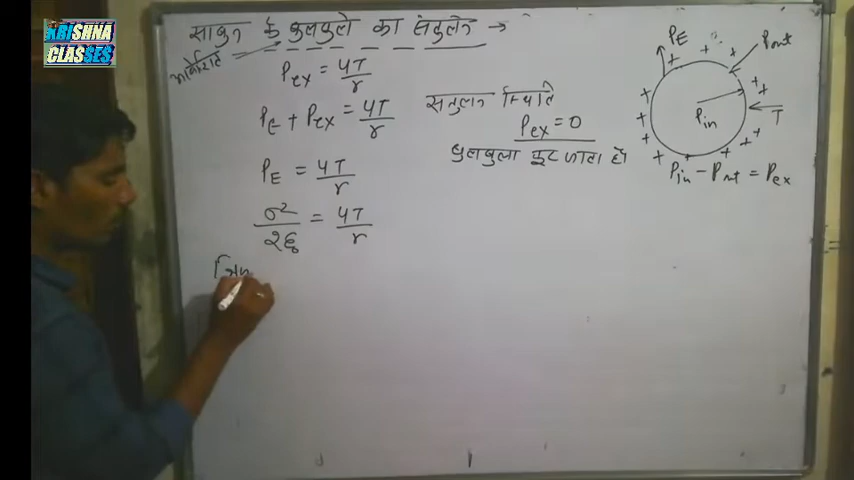 KRISHNA
CLASSES
साबुन के बुलबुले का संतुलन →
आवेशित
Pex = 4T/r
PE + Pex = 4T/r
PE = 4T/r
σ²/2ε₀ = 4T/r
संतुलन स्थिति
Pex = 0
बुलबुला फूट जाता है
PE
Pout
Pin
T
Pin - Pout = Pex